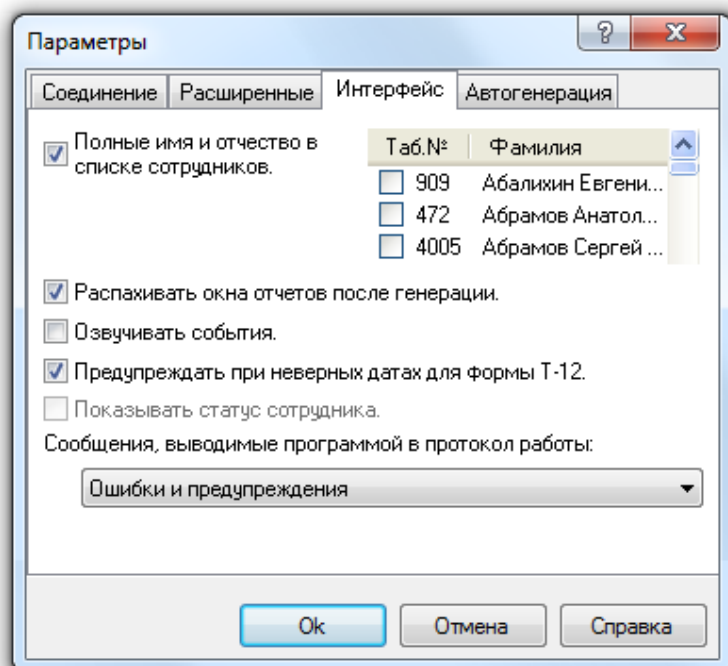 Параметры
Соединение Расширенные Интерфейс Автогенерация
Полные имя и отчество в
списке сотрудников.
Таб.№ Фамилия
909 Абалихин Евгени...
472 Абрамов Анатол...
4005 Абрамов Сергей ...
Распахивать окна отчетов после генерации.
Озвучивать события.
Предупреждать при неверных датах для формы Т-12.
Показывать статус сотрудника.
Сообщения, выводимые программой в протокол работы:
Ошибки и предупреждения
Ok Отмена Справка